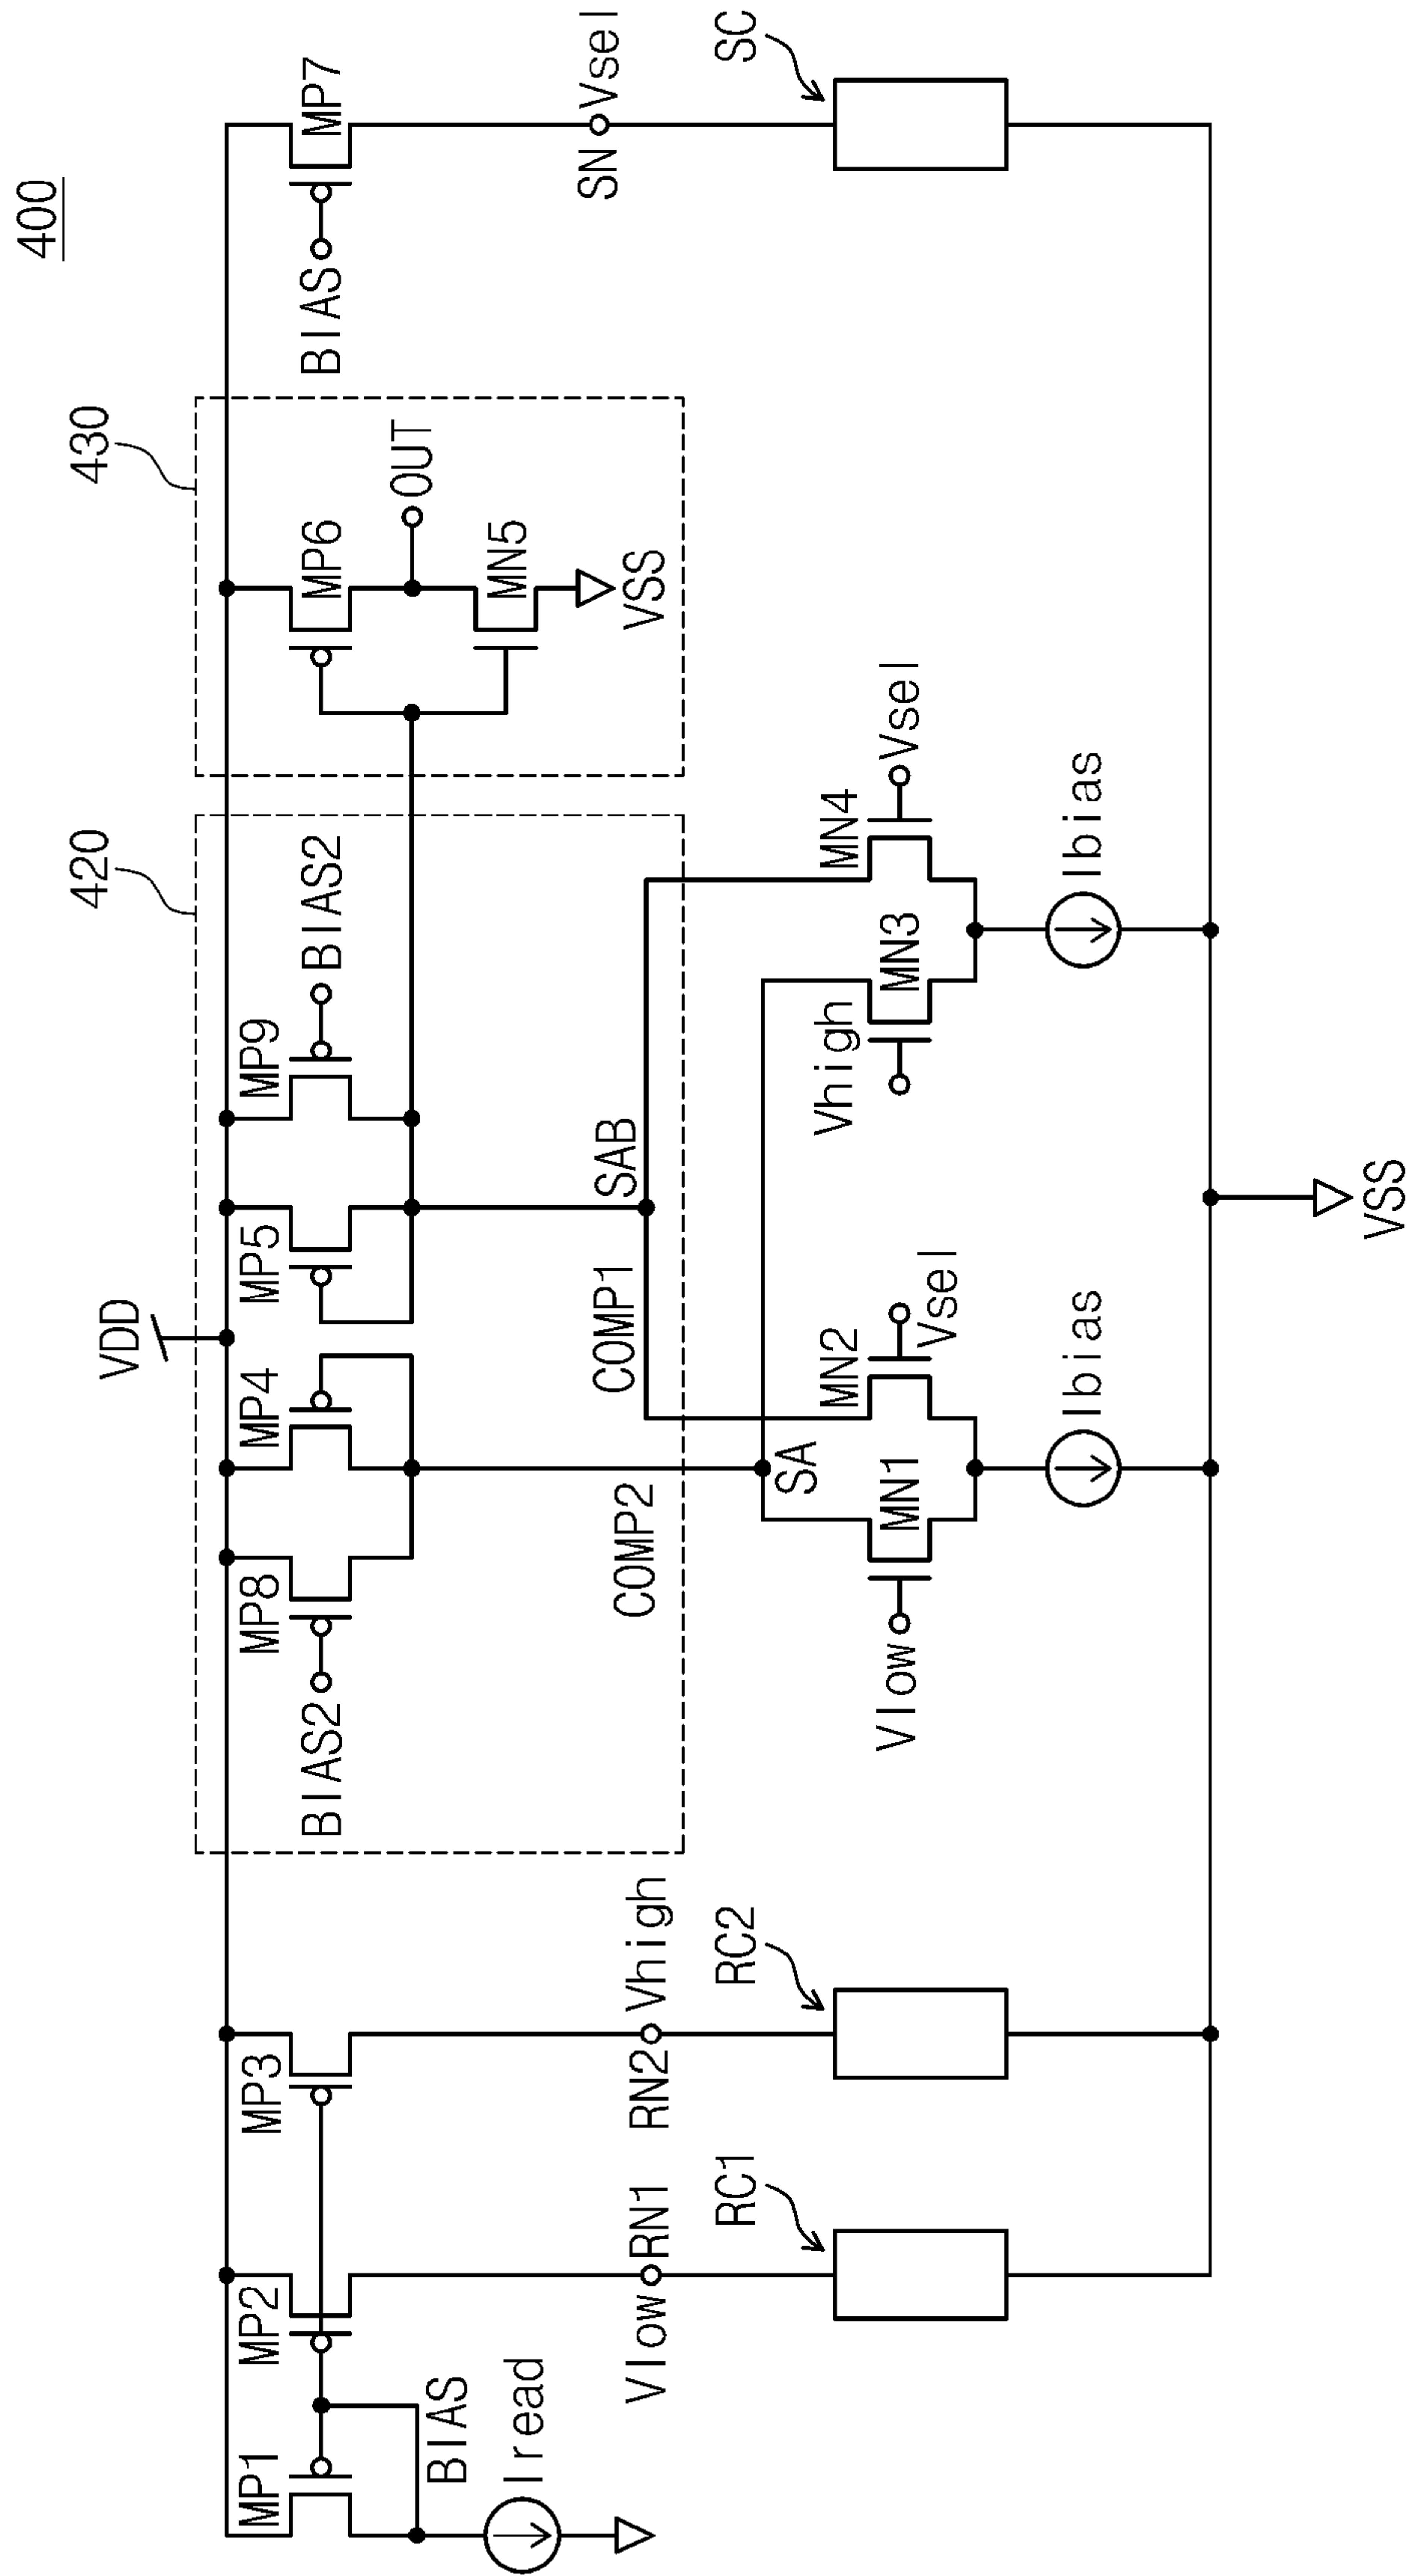 400
420
430
VDD
MP1
MP2
MP3
MP8
MP4
MP5
MP9
MP6
MP7
BIAS2
BIAS2
BIAS
OUT
BIAS
Iread
MN5
VSS
Vlow
RN1
RN2
Vhigh
COMP2
COMP1
SAB
SN
Vsel
RC1
RC2
SA
SC
Vlow
MN1
MN2
Vsel
Vhigh
MN3
MN4
Vsel
Ibias
Ibias
VSS